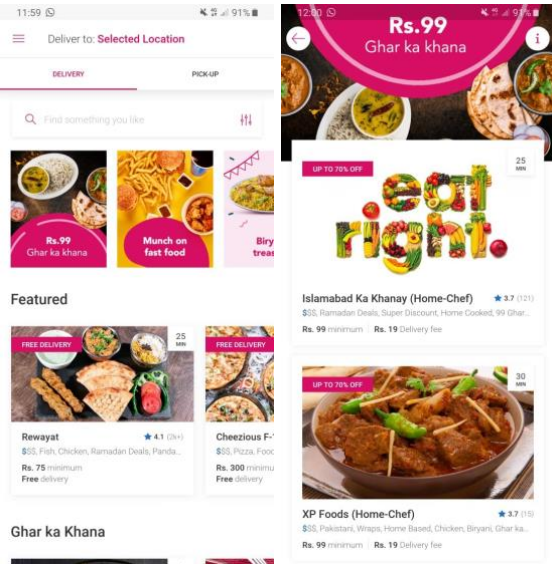 11:59
91%
Deliver to: Selected Location
DELIVERY
PICK-UP
Find something you like
Rs.99
Ghar ka khana
Munch on
fast food
Biry
treas
Featured
FREE DELIVERY
25
MIN
FREE DELIVERY
Rewayat
4.1 (2k+)
$$$, Fish, Chicken, Ramadan Deals, Panda...
Rs. 75 minimum
Free delivery
Cheezious F-
$$$, Pizza, Food
Rs. 300 minimu
Free delivery
Ghar ka Khana
12:00
91%
Rs.99
Ghar ka khana
i
UP TO 70% OFF
25
MIN
eat
right.
Islamabad Ka Khanay (Home-Chef)
3.7 (121)
$$$, Ramadan Deals, Super Discount, Home Cooked, 99 Ghar...
Rs. 99 minimum
Rs. 19 Delivery fee
UP TO 70% OFF
30
MIN
XP Foods (Home-Chef)
3.7 (15)
$$$, Pakistani, Wraps, Home Based, Chicken, Biryani, Ghar ka...
Rs. 99 minimum
Rs. 19 Delivery fee